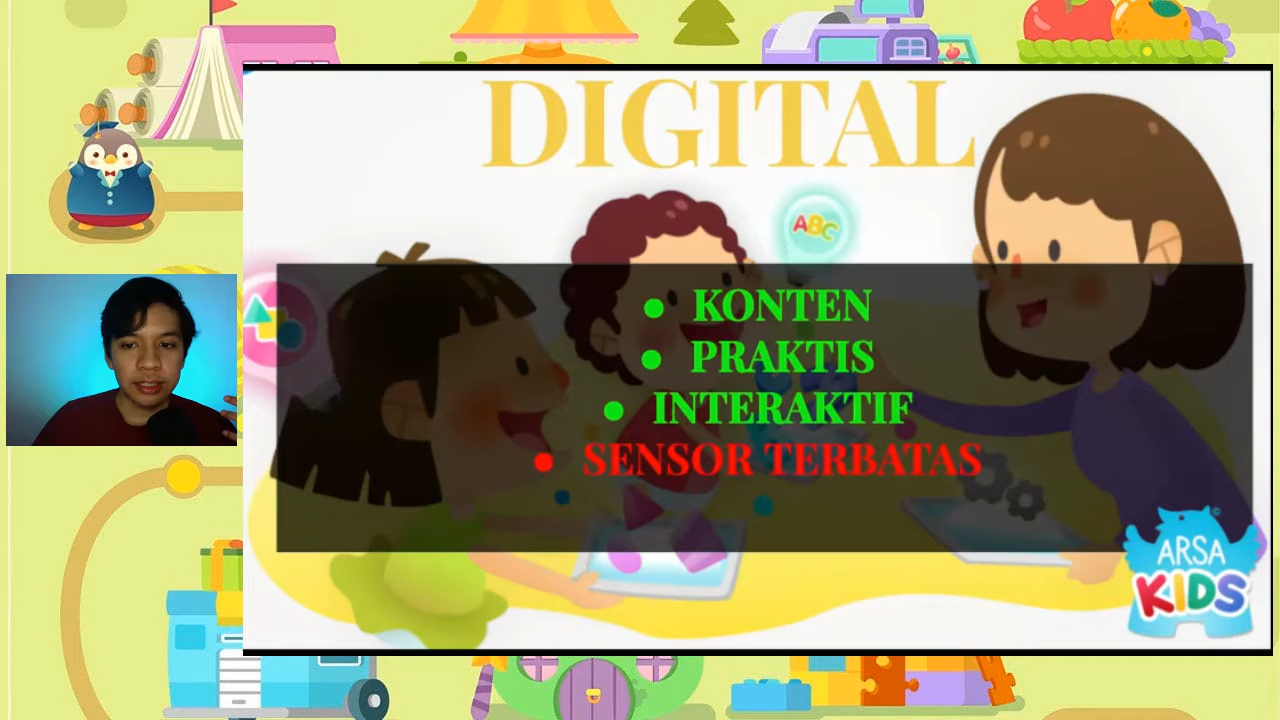 DIGITAL
ABC
• KONTEN
• PRAKTIS
• INTERAKTIF
• SENSOR TERBATAS
ARSA
KIDS